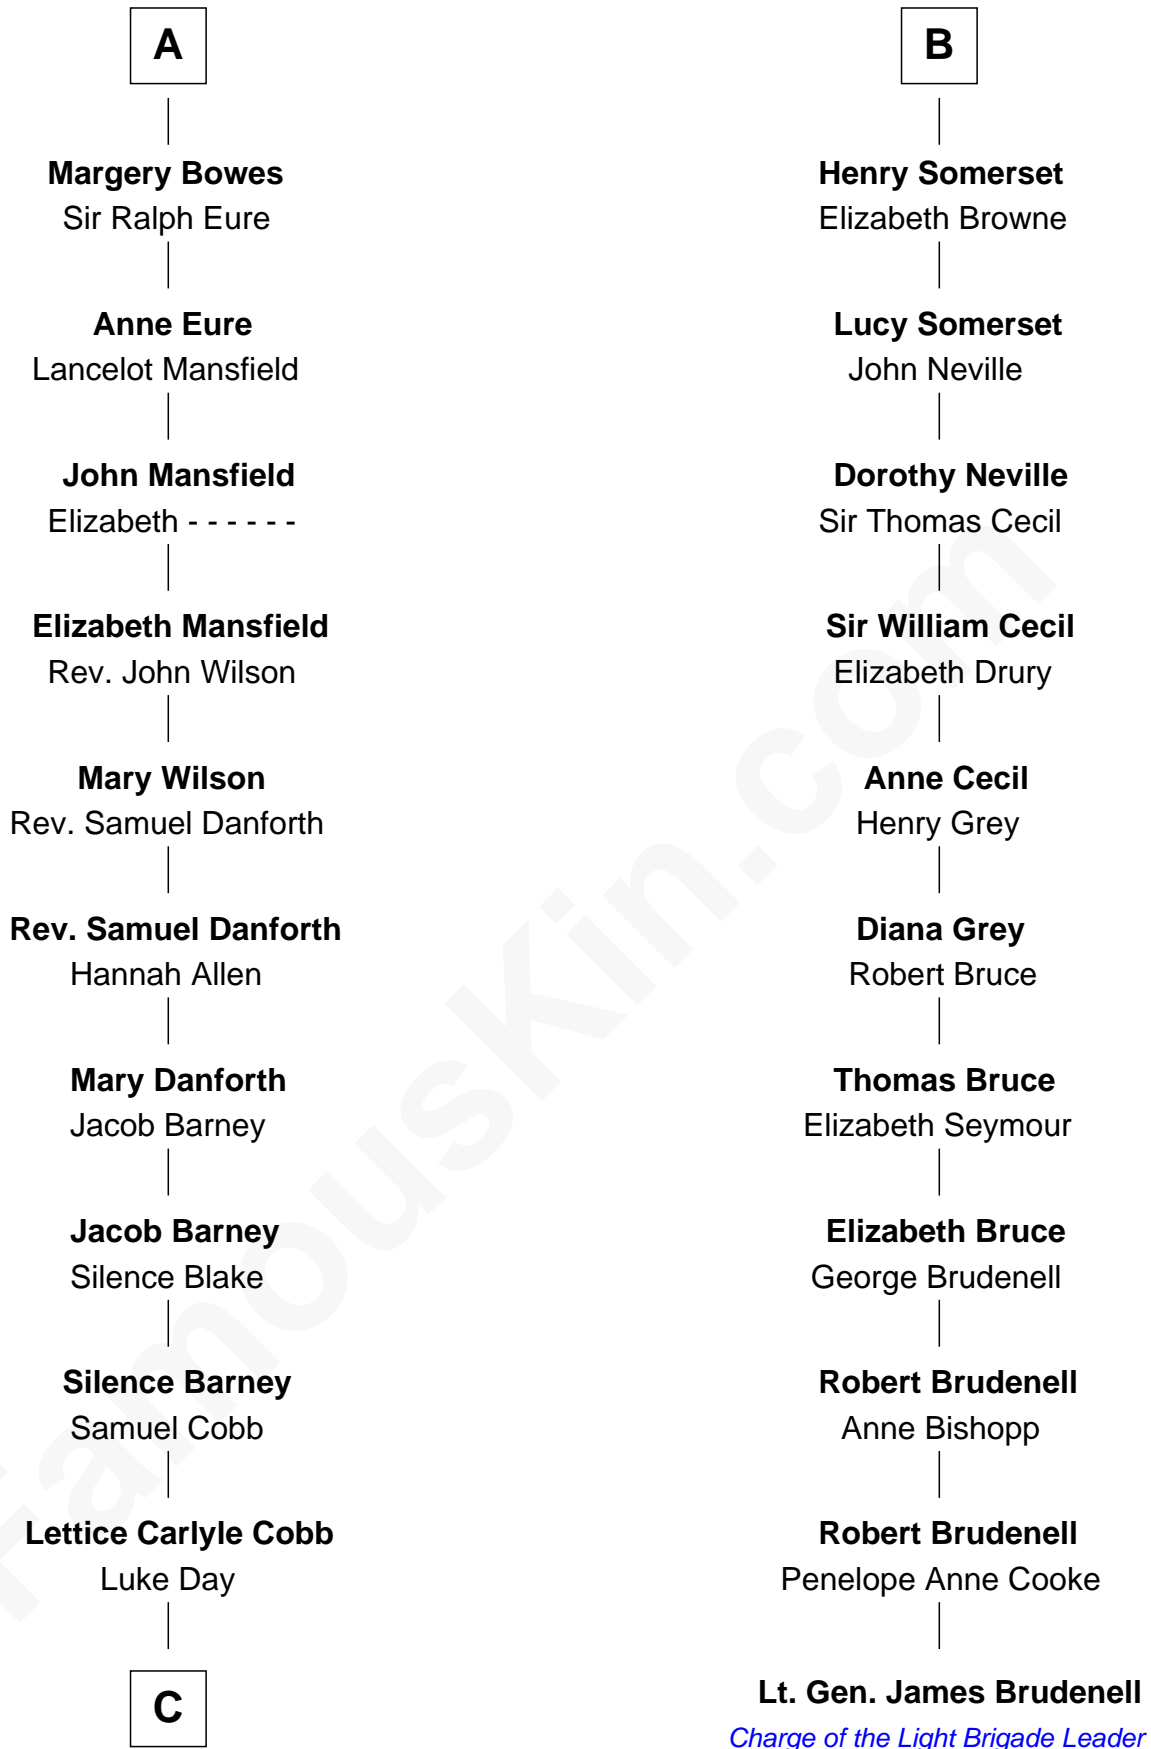 A
Margery Bowes
Sir Ralph Eure
Anne Eure
Lancelot Mansfield
John Mansfield
Elizabeth - - - - - -
Elizabeth Mansfield
Rev. John Wilson
Mary Wilson
Rev. Samuel Danforth
Rev. Samuel Danforth
Hannah Allen
Mary Danforth
Jacob Barney
Jacob Barney
Silence Blake
Silence Barney
Samuel Cobb
Lettice Carlyle Cobb
Luke Day
C
B
Henry Somerset
Elizabeth Browne
Lucy Somerset
John Neville
Dorothy Neville
Sir Thomas Cecil
Sir William Cecil
Elizabeth Drury
Anne Cecil
Henry Grey
Diana Grey
Robert Bruce
Thomas Bruce
Elizabeth Seymour
Elizabeth Bruce
George Brudenell
Robert Brudenell
Anne Bishopp
Robert Brudenell
Penelope Anne Cooke
Lt. Gen. James Brudenell
Charge of the Light Brigade Leader
FamousKin.com